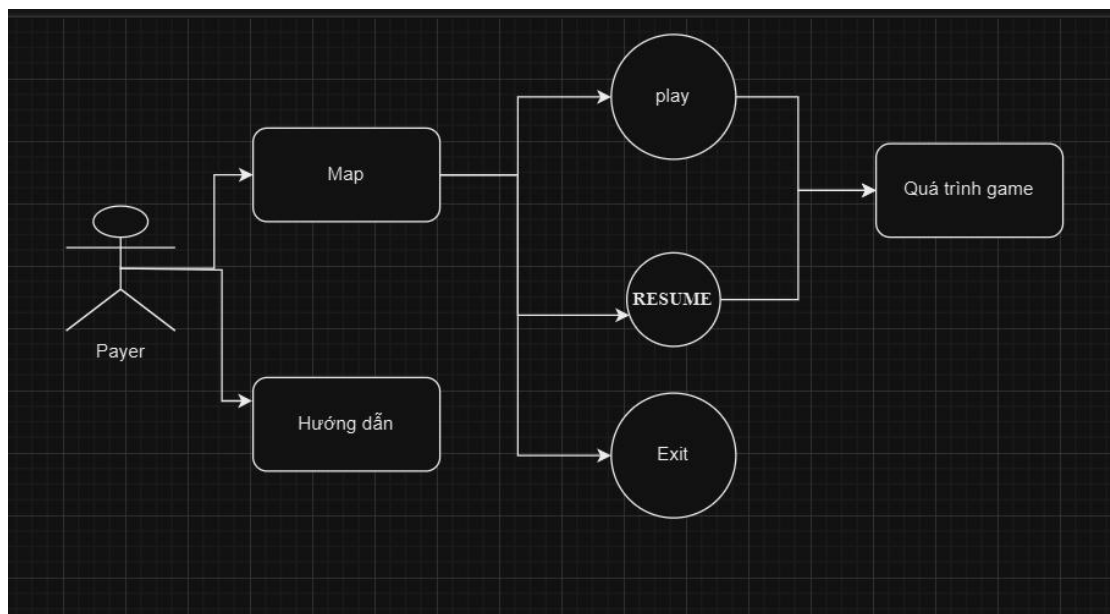 play
Map
Quá trình game
RESUME
Payer
Hướng dẫn
Exit